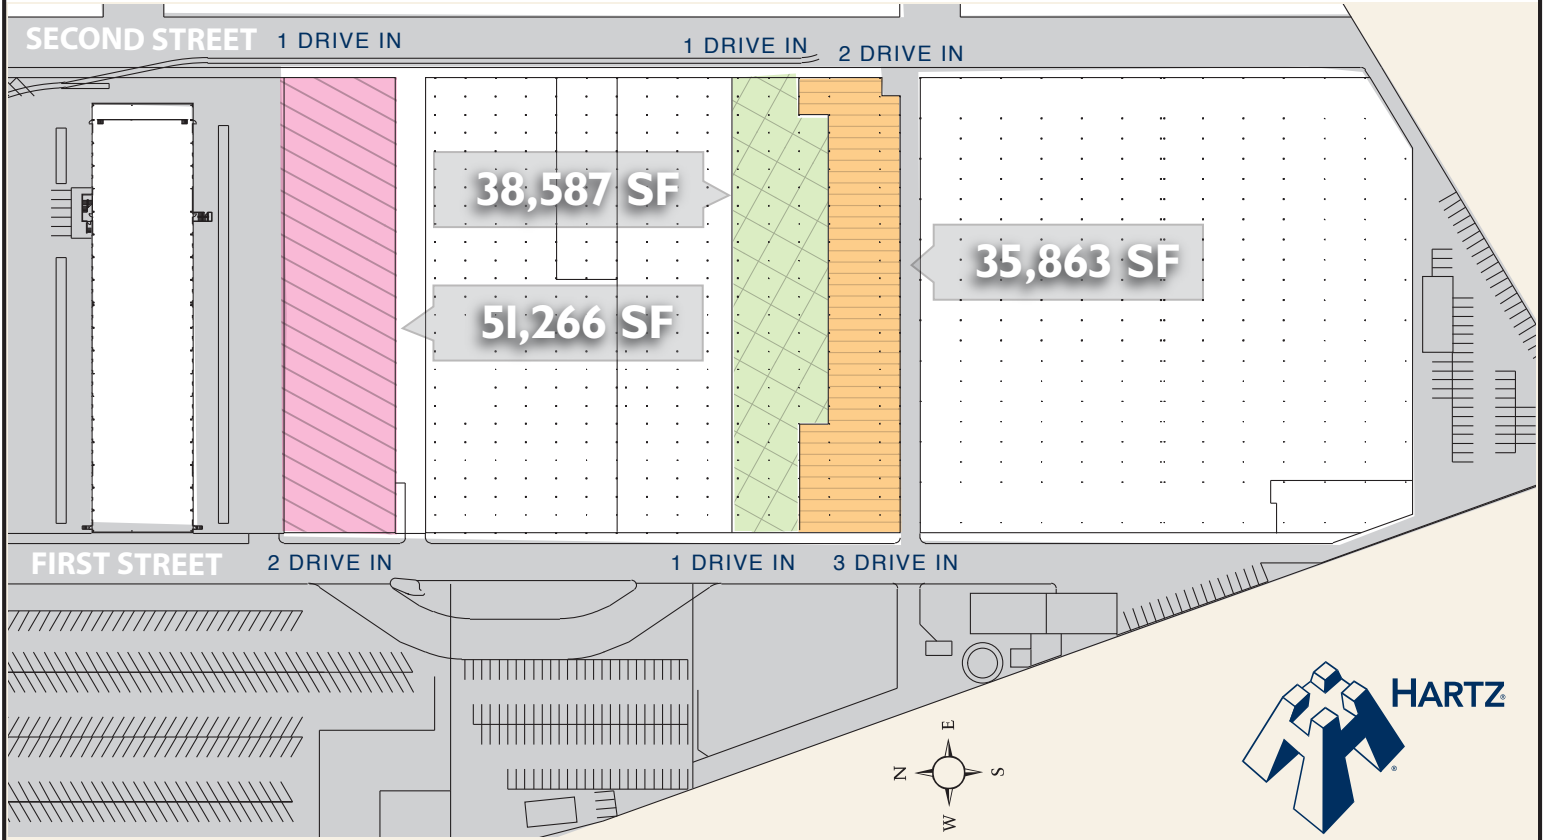 SECOND STREET
1 DRIVE IN
1 DRIVE IN
2 DRIVE IN
38,587 SF
35,863 SF
51,266 SF
FIRST STREET
2 DRIVE IN
1 DRIVE IN
3 DRIVE IN
HARTZ®
®
E
N
S
W